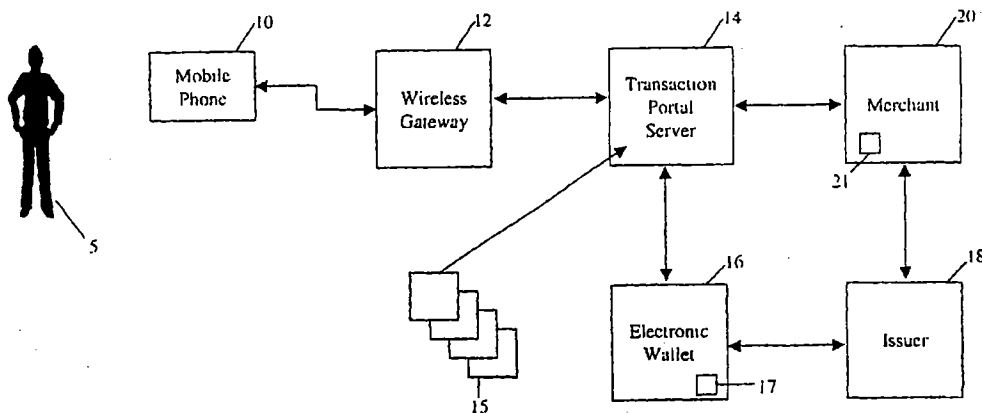 10
12
14
20
Mobile
Phone
Wireless
Gateway
Transaction
Portal
Server
Merchant
21
5
16
18
Electronic
Wallet
Issuer
15
17